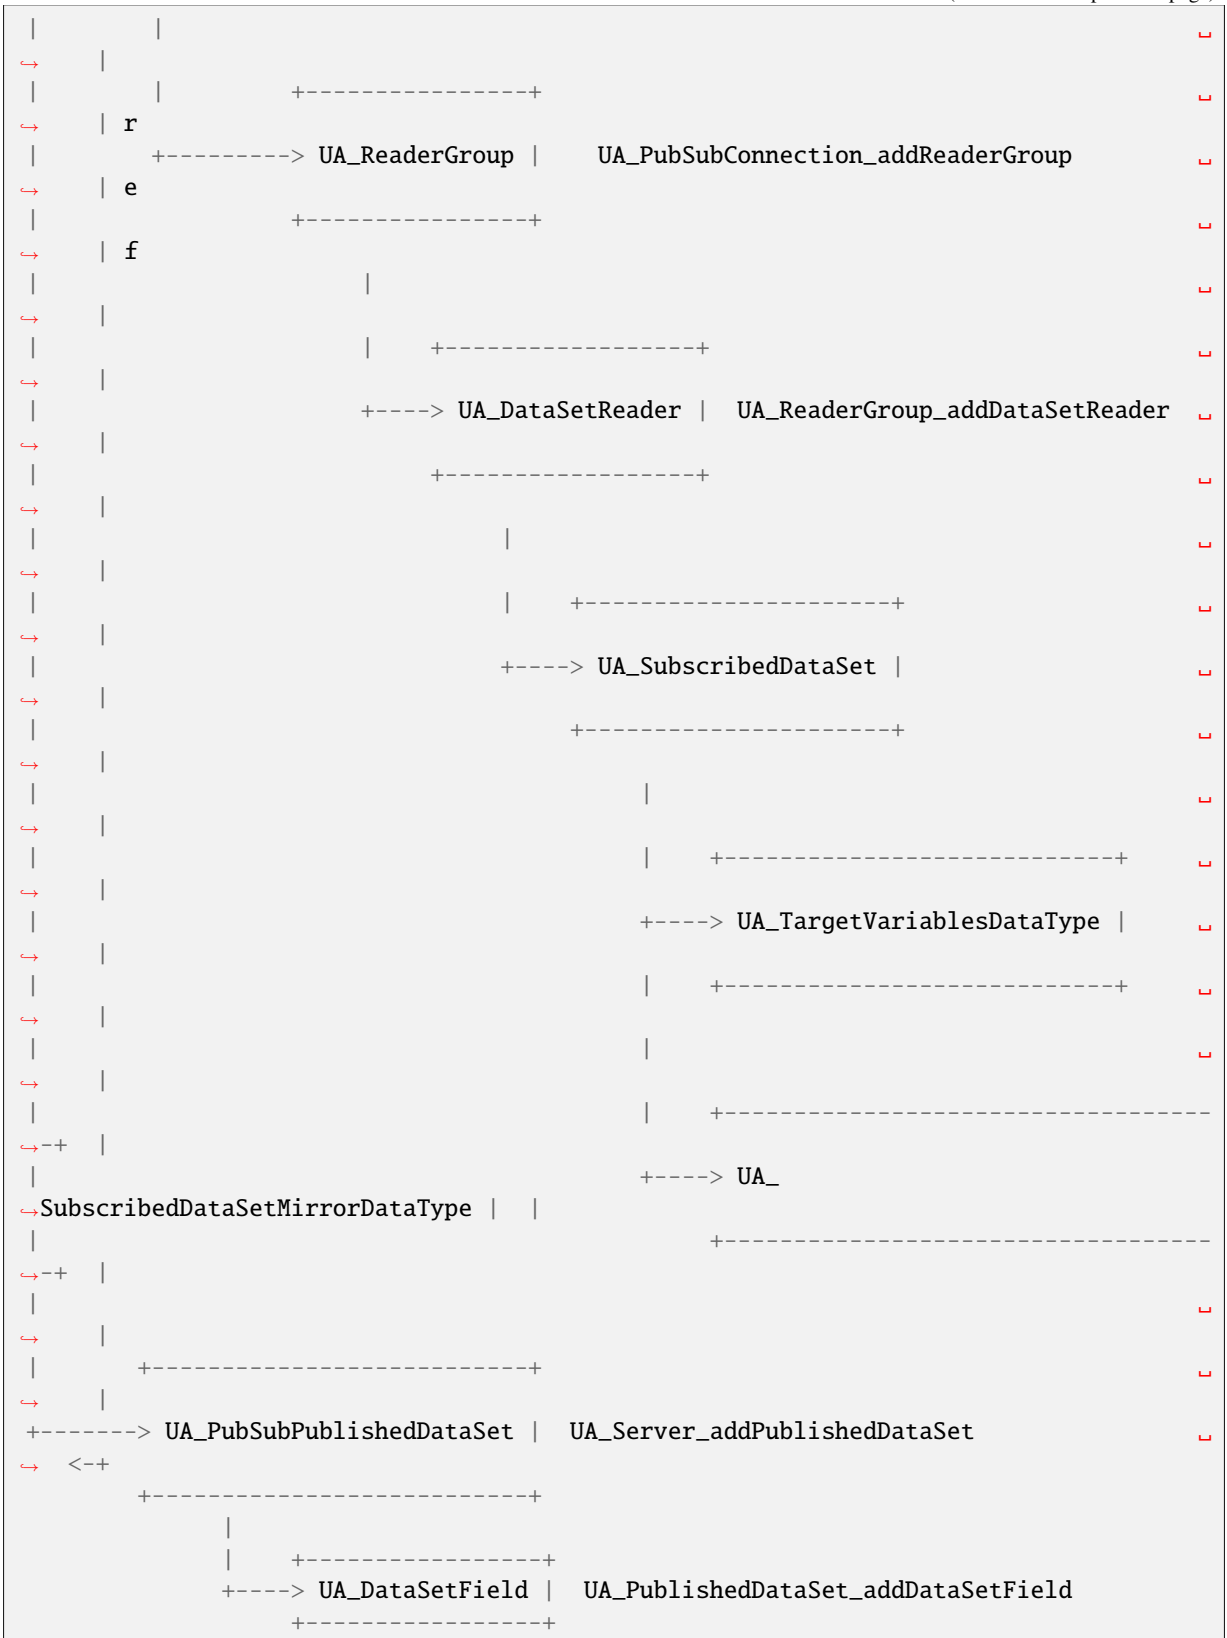 |        |                                                                          ␣
↪     |
|        |         +----------------+                                               ␣
↪     | r
|        +---------> UA_ReaderGroup |    UA_PubSubConnection_addReaderGroup         ␣
↪     | e
|                  +----------------+                                               ␣
↪     | f
|                       |                                                           ␣
↪     |
|                       |    +------------------+                                   ␣
↪     |
|                       +----> UA_DataSetReader |  UA_ReaderGroup_addDataSetReader  ␣
↪     |
|                            +------------------+                                   ␣
↪     |
|                                 |                                                 ␣
↪     |
|                                 |    +----------------------+                     ␣
↪     |
|                                 +----> UA_SubscribedDataSet |                     ␣
↪     |
|                                      +----------------------+                     ␣
↪     |
|                                           |                                       ␣
↪     |
|                                           |    +----------------------------+     ␣
↪     |
|                                           +----> UA_TargetVariablesDataType |     ␣
↪     |
|                                           |    +----------------------------+     ␣
↪     |
|                                           |                                       ␣
↪     |
|                                           |    +-----------------------------------
↪-+  |
|                                           +----> UA_
↪SubscribedDataSetMirrorDataType |  |
|                                                +-----------------------------------
↪-+  |
|                                                                                   ␣
↪     |
|       +---------------------------+                                               ␣
↪     |
+-------> UA_PubSubPublishedDataSet |  UA_Server_addPublishedDataSet                ␣
↪  <-+
        +---------------------------+
              |
              |    +-----------------+
              +----> UA_DataSetField |  UA_PublishedDataSet_addDataSetField
                   +-----------------+